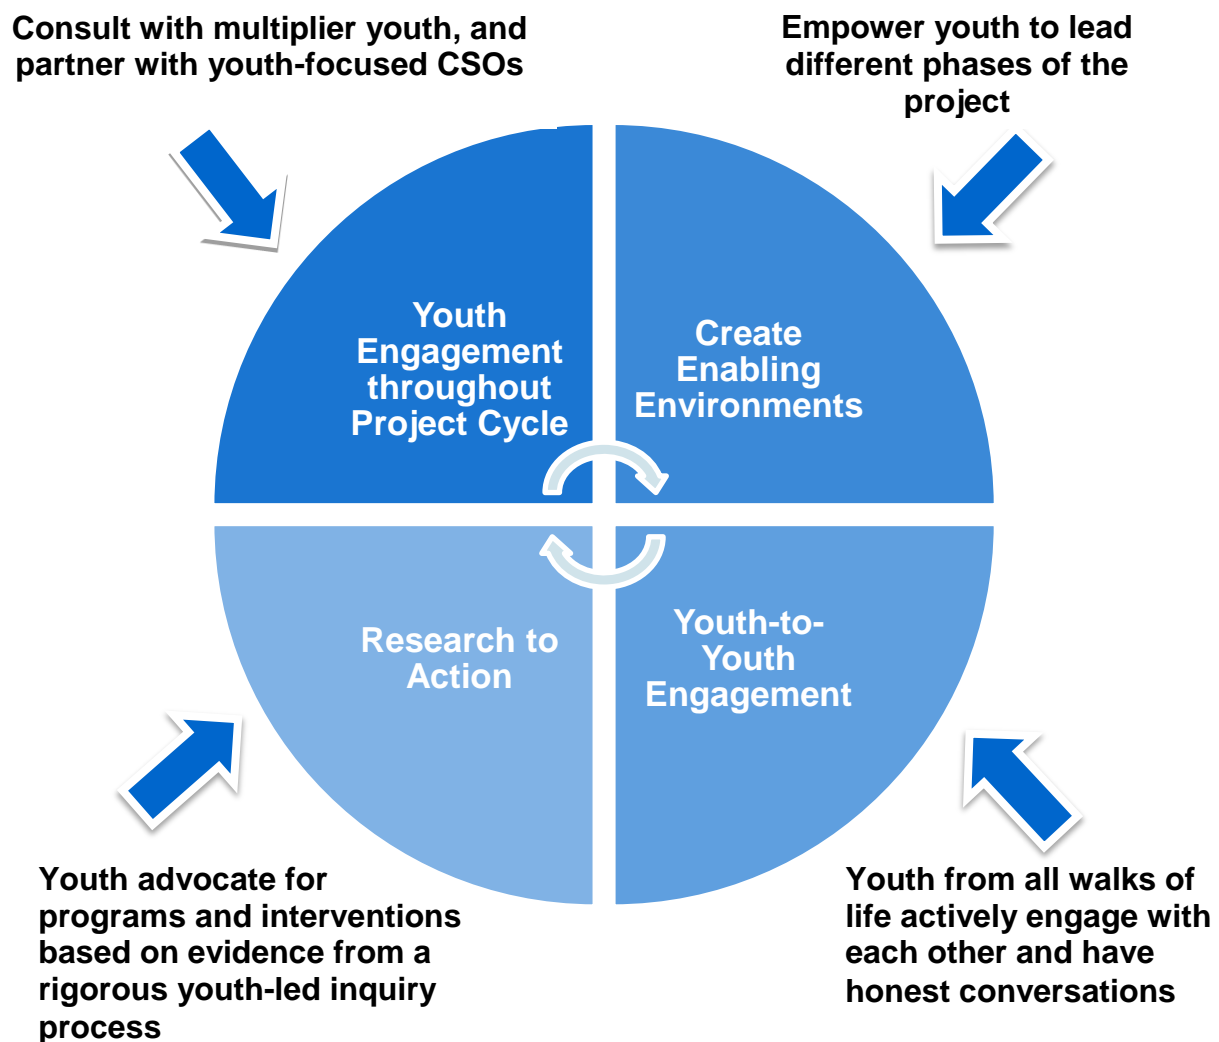 Consult with multiplier youth, and
partner with youth-focused CSOs
Empower youth to lead
different phases of the
project
Youth
Engagement
throughout
Project Cycle
Create
Enabling
Environments
Research to
Action
Youth-to-
Youth
Engagement
Youth advocate for
programs and interventions
based on evidence from a
rigorous youth-led inquiry
process
Youth from all walks of
life actively engage with
each other and have
honest conversations